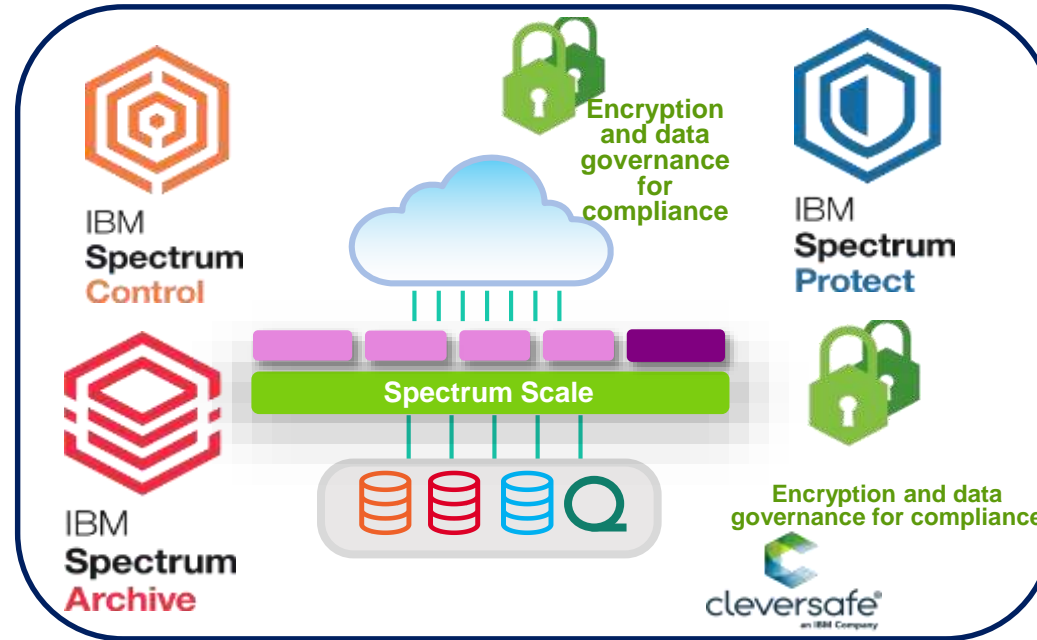 IBM
Spectrum
Control
Encryption
and data
governance
for
compliance
IBM
Spectrum
Protect
Spectrum Scale
IBM
Spectrum
Archive
Encryption and data
governance for compliance
cleversafe®
an IBM Company